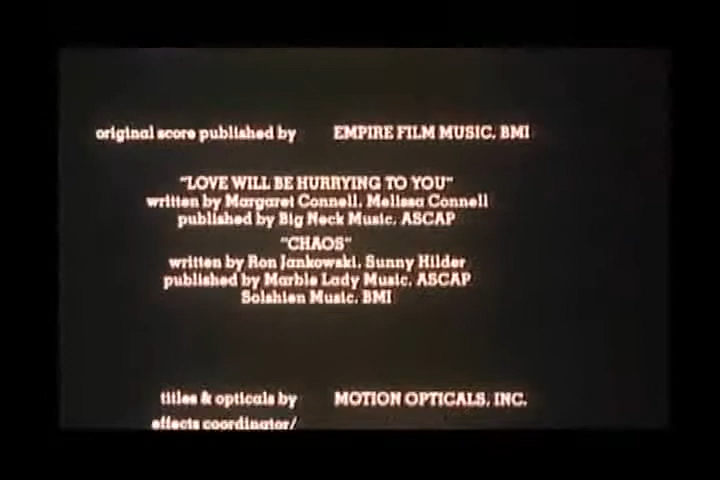 original score published by EMPIRE FILM MUSIC, BMI
"LOVE WILL BE HURRYING TO YOU"
written by Margaret Connell, Melissa Connell
published by Big Neck Music, ASCAP
"CHAOS"
written by Ron Jankowski, Sunny Hilder
published by Marble Lady Music, ASCAP
Solshien Music, BMI
titles & opticals by MOTION OPTICALS, INC.
effects coordinator/